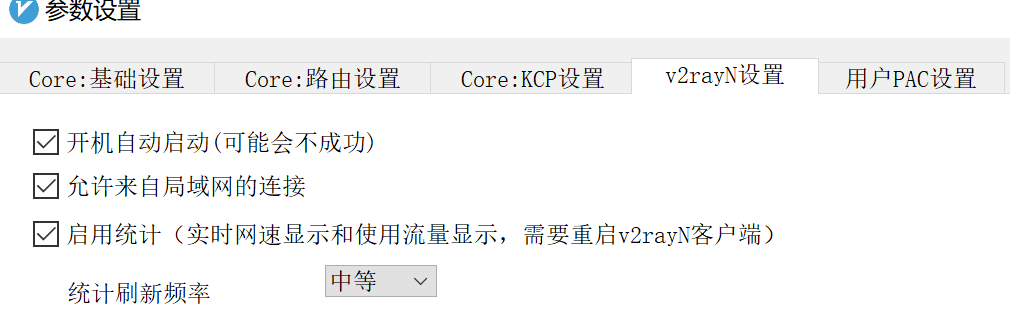 参数设置
Core:基础设置 Core:路由设置 Core:KCP设置 v2rayN设置 用户PAC设置
开机自动启动(可能会不成功)
允许来自局域网的连接
启用统计（实时网速显示和使用流量显示，需要重启v2rayN客户端）
统计刷新频率 中等